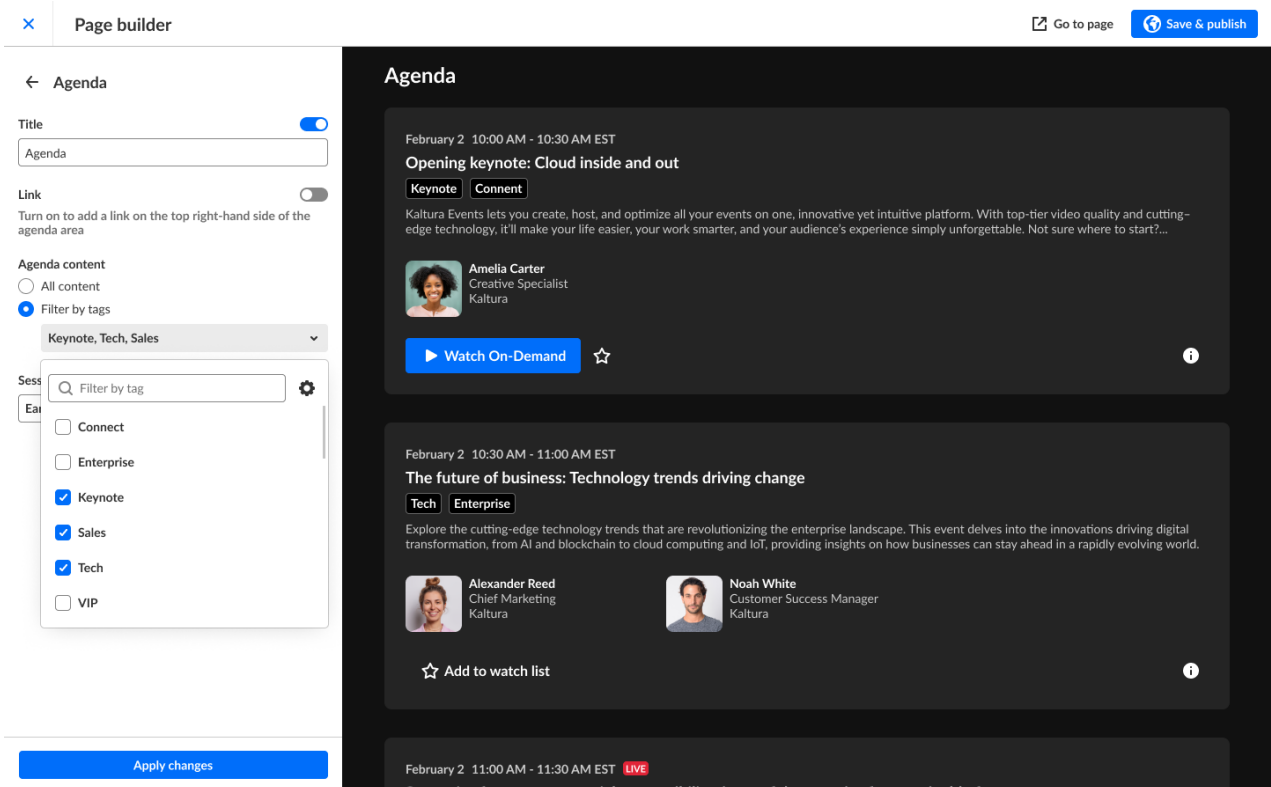 Page builder
Go to page
Save & publish
Agenda
Title
Agenda
Link
Turn on to add a link on the top right-hand side of the
agenda area
Agenda content
All content
Filter by tags
Keynote, Tech, Sales
Sess
Ear
Filter by tag
Connect
Enterprise
Keynote
Sales
Tech
VIP
Apply changes
Agenda
February 2 10:00 AM - 10:30 AM EST
Opening keynote: Cloud inside and out
Keynote Connent
Kaltura Events lets you create, host, and optimize all your events on one, innovative yet intuitive platform. With top-tier video quality and cutting–
edge technology, it'll make your life easier, your work smarter, and your audience's experience simply unforgettable. Not sure where to start?...
Amelia Carter
Creative Specialist
Kaltura
Watch On-Demand
February 2 10:30 AM - 11:00 AM EST
The future of business: Technology trends driving change
Tech Enterprise
Explore the cutting-edge technology trends that are revolutionizing the enterprise landscape. This event delves into the innovations driving digital
transformation, from AI and blockchain to cloud computing and IoT, providing insights on how businesses can stay ahead in a rapidly evolving world.
Alexander Reed
Chief Marketing
Kaltura
Noah White
Customer Success Manager
Kaltura
Add to watch list
February 2 11:00 AM - 11:30 AM EST LIVE